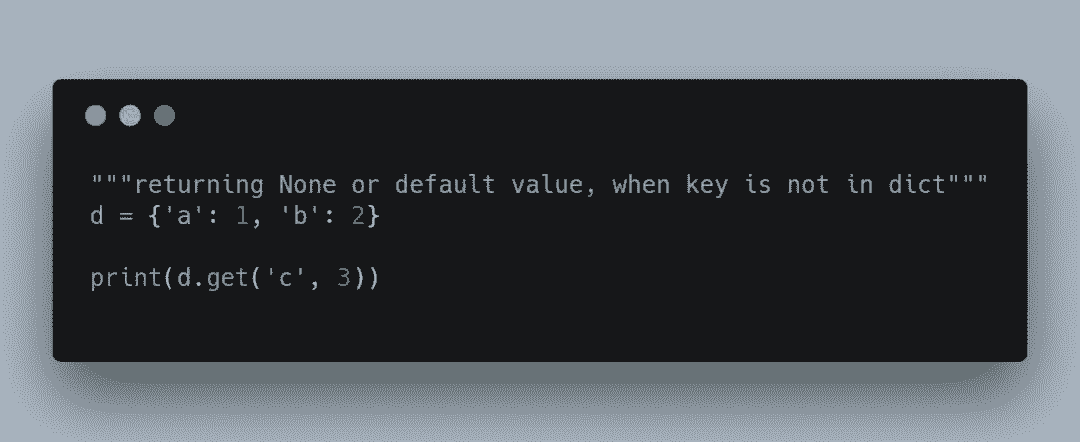 """returning None or default value, when key is not in dict"""
d = {'a': 1, 'b': 2}
print(d.get('c', 3))